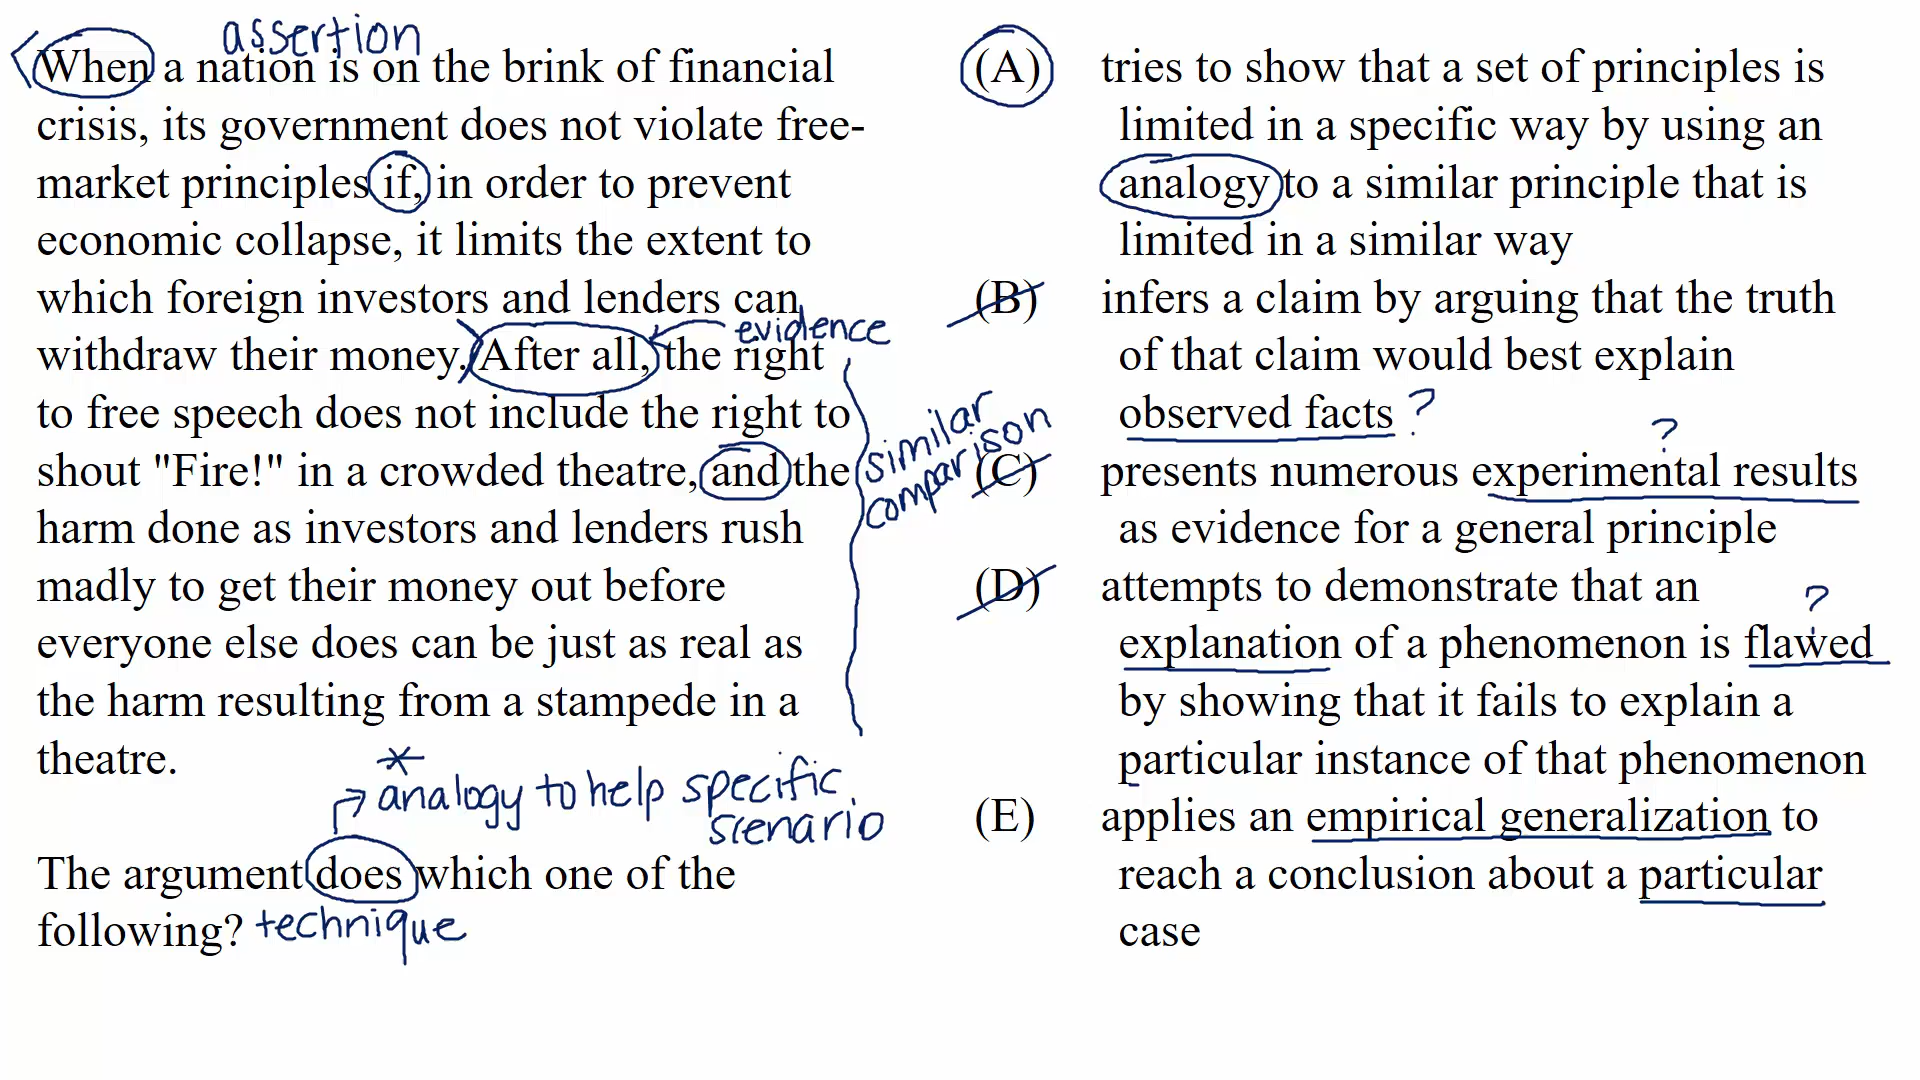 assertion
When a nation is on the brink of financial
crisis, its government does not violate free-
market principles if, in order to prevent
economic collapse, it limits the extent to
which foreign investors and lenders can
evidence
withdraw their money. After all, the right
to free speech does not include the right to
shout "Fire!" in a crowded theatre, and the
harm done as investors and lenders rush
madly to get their money out before
everyone else does can be just as real as
the harm resulting from a stampede in a
theatre.
similar
comparison
* analogy to help specific
scenario
The argument does which one of the
following? technique
(A) tries to show that a set of principles is
limited in a specific way by using an
analogy to a similar principle that is
limited in a similar way
(B) infers a claim by arguing that the truth
of that claim would best explain
observed facts ?
?
(C) presents numerous experimental results
as evidence for a general principle
(D) attempts to demonstrate that an
?
explanation of a phenomenon is flawed
by showing that it fails to explain a
particular instance of that phenomenon
(E) applies an empirical generalization to
reach a conclusion about a particular
case